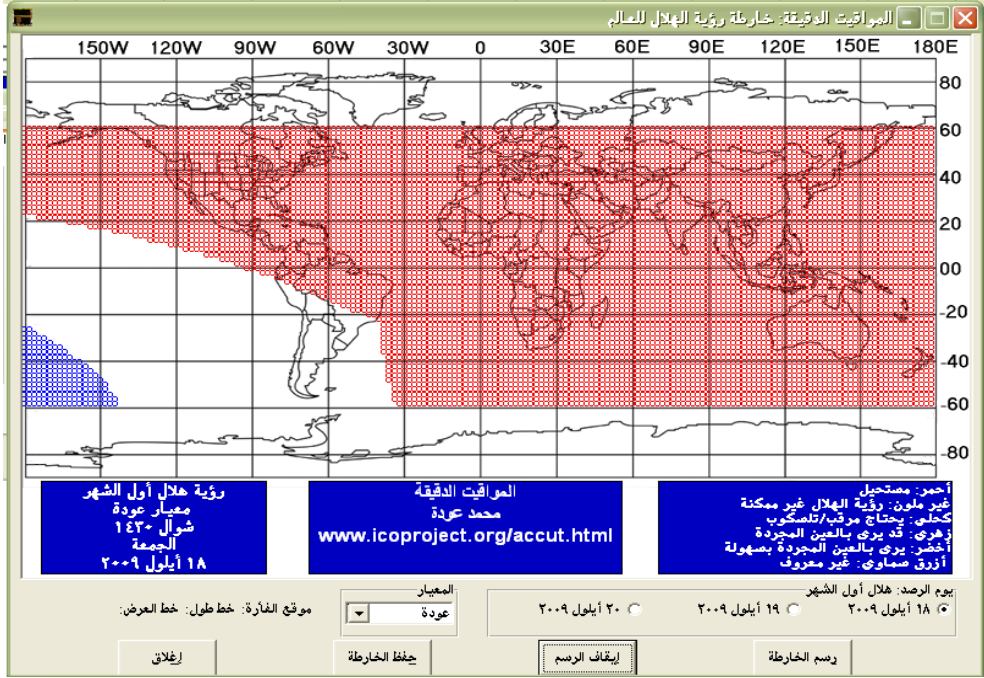 المواقيت الدقيقة: خارطة رؤية الهلال للعالم
150W 120W 90W 60W 30W 0 30E 60E 90E 120E 150E 180E
80
60
40
20
00
-20
-40
-60
-80
أحمر: مستحيل
غير ملون: رؤية الهلال غير ممكنة
كحلي: يحتاج مرقب/تلسكوب
زهري: قد يرى بالعين المجردة
أخضر: يرى بالعين المجردة بسهولة
أزرق سماوي: غير معروف
المواقيت الدقيقة
محمد عودة
www.icoproject.org/accut.html
رؤية هلال أول الشهر
معيار عودة
شوال ١٤٣٠
الجمعة
١٨ أيلول ٢٠٠٩
يوم الرصد: هلال أول الشهر
١٨ أيلول ٢٠٠٩
١٩ أيلول ٢٠٠٩
٢٠ أيلول ٢٠٠٩
المعيار
عودة
موقع الفأرة: خط طول: خط العرض:
رسم الخارطة
إيقاف الرسم
حفظ الخارطة
إغلاق